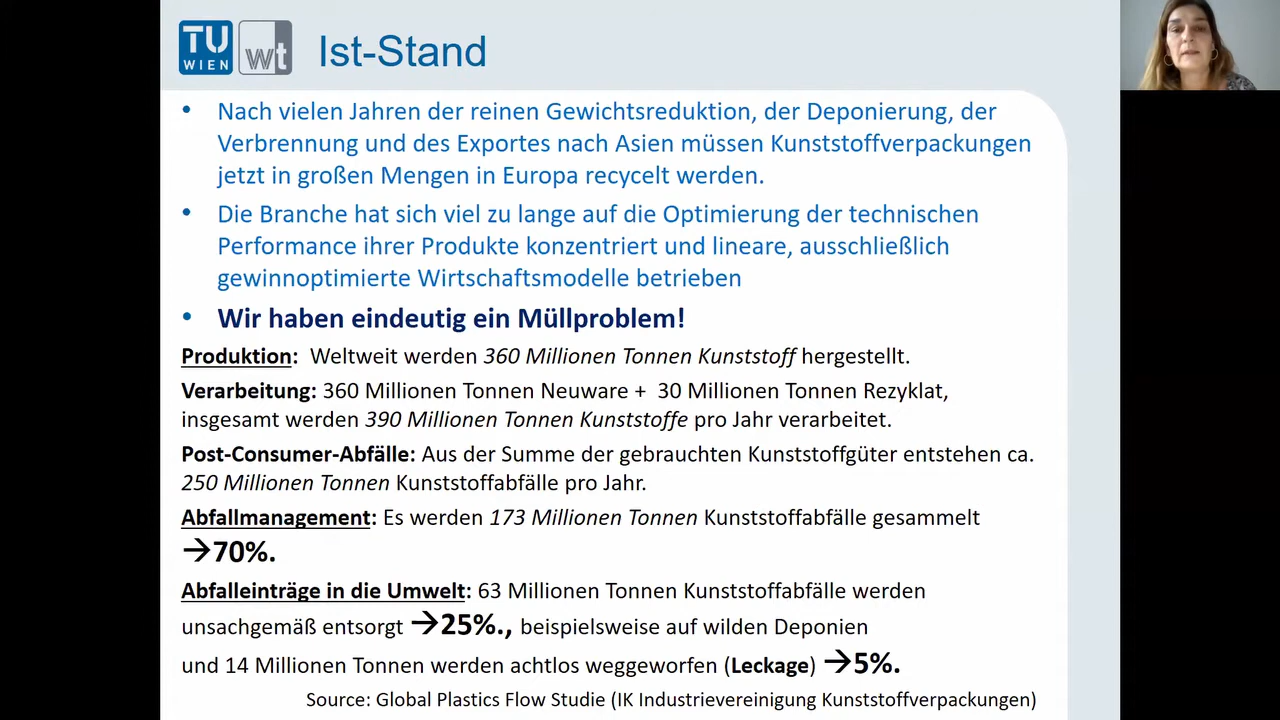 TU
WIEN
wt
Ist-Stand
• Nach vielen Jahren der reinen Gewichtsreduktion, der Deponierung, der
Verbrennung und des Exportes nach Asien müssen Kunststoffverpackungen
jetzt in großen Mengen in Europa recycelt werden.
• Die Branche hat sich viel zu lange auf die Optimierung der technischen
Performance ihrer Produkte konzentriert und lineare, ausschließlich
gewinnoptimierte Wirtschaftsmodelle betrieben
• Wir haben eindeutig ein Müllproblem!
Produktion: Weltweit werden 360 Millionen Tonnen Kunststoff hergestellt.
Verarbeitung: 360 Millionen Tonnen Neuware + 30 Millionen Tonnen Rezyklat,
insgesamt werden 390 Millionen Tonnen Kunststoffe pro Jahr verarbeitet.
Post-Consumer-Abfälle: Aus der Summe der gebrauchten Kunststoffgüter entstehen ca.
250 Millionen Tonnen Kunststoffabfälle pro Jahr.
Abfallmanagement: Es werden 173 Millionen Tonnen Kunststoffabfälle gesammelt
→70%.
Abfalleinträge in die Umwelt: 63 Millionen Tonnen Kunststoffabfälle werden
unsachgemäß entsorgt →25%., beispielsweise auf wilden Deponien
und 14 Millionen Tonnen werden achtlos weggeworfen (Leckage) →5%.
Source: Global Plastics Flow Studie (IK Industrievereinigung Kunststoffverpackungen)